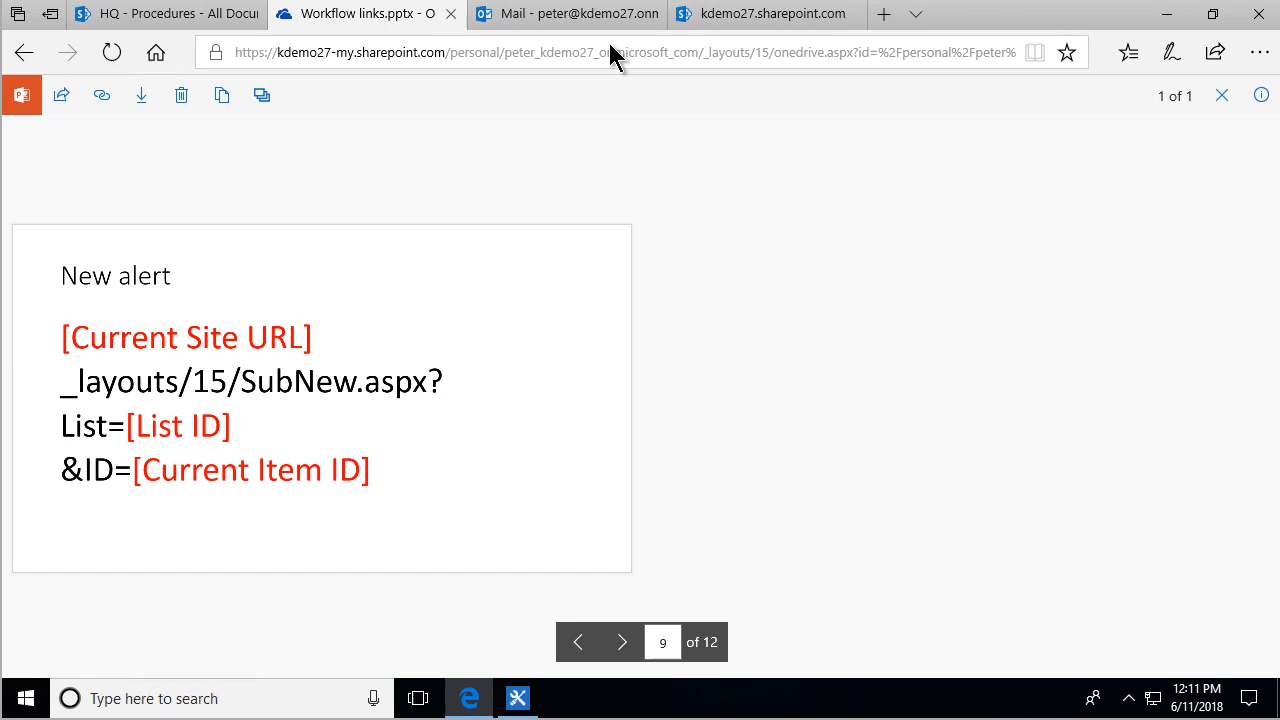 HQ - Procedures - All Docu
Workflow links.pptx - O
Mail - peter@kdemo27.onn
kdemo27.sharepoint.com
https://kdemo27-my.sharepoint.com/personal/peter_kdemo27_onmicrosoft_com/_layouts/15/onedrive.aspx?id=%2Fpersonal%2Fpeter%
1 of 1
New alert
[Current Site URL]
_layouts/15/SubNew.aspx?
List=[List ID]
&ID=[Current Item ID]
9 of 12
Type here to search
12:11 PM
6/11/2018